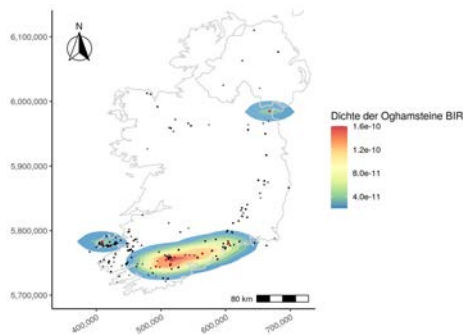 N
6,100,000
6,000,000
5,900,000
5,800,000
5,700,000
400,000
500,000
600,000
700,000
80 km
Dichte der Oghamsteine BIR
1.6e-10
1.2e-10
8.0e-11
4.0e-11